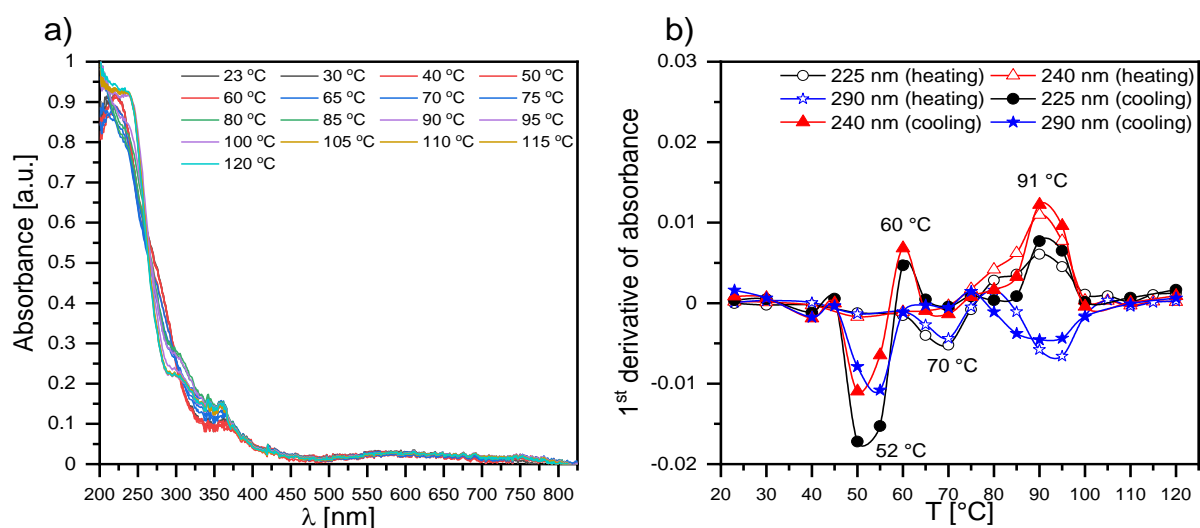 a)
Absorbance [a.u.]
1
0.9
0.8
0.7
0.6
0.5
0.4
0.3
0.2
0.1
0
23 ºC 30 ºC 40 ºC 50 ºC
60 ºC 65 ºC 70 ºC 75 ºC
80 ºC 85 ºC 90 ºC 95 ºC
100 ºC 105 ºC 110 ºC 115 ºC
120 ºC
200 250 300 350 400 450 500 550 600 650 700 750 800
λ [nm]
b)
1st derivative of absorbance
0.03
0.02
0.01
0
-0.01
-0.02
225 nm (heating) 240 nm (heating)
290 nm (heating) 225 nm (cooling)
240 nm (cooling) 290 nm (cooling)
91 °C
60 °C
70 °C
52 °C
20 30 40 50 60 70 80 90 100 110 120
T [°C]